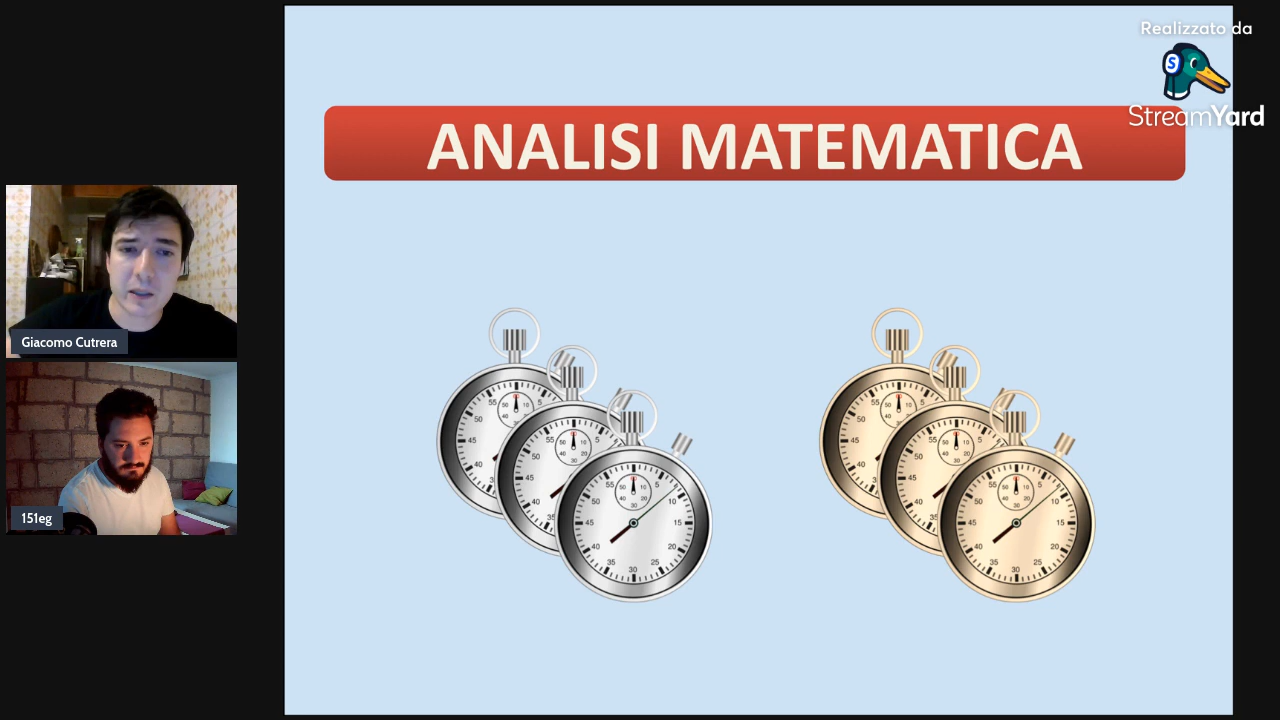 Realizzato da
StreamYard
ANALISI MATEMATICA
Giacomo Cutrera
151eg